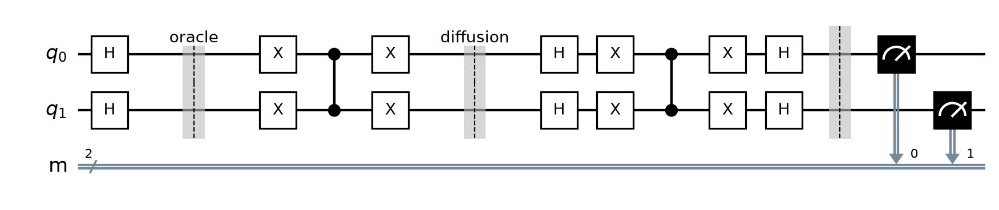 oracle diffusion
q0 H X X H X X H
q1 H X X H X X H
2 0 1
m